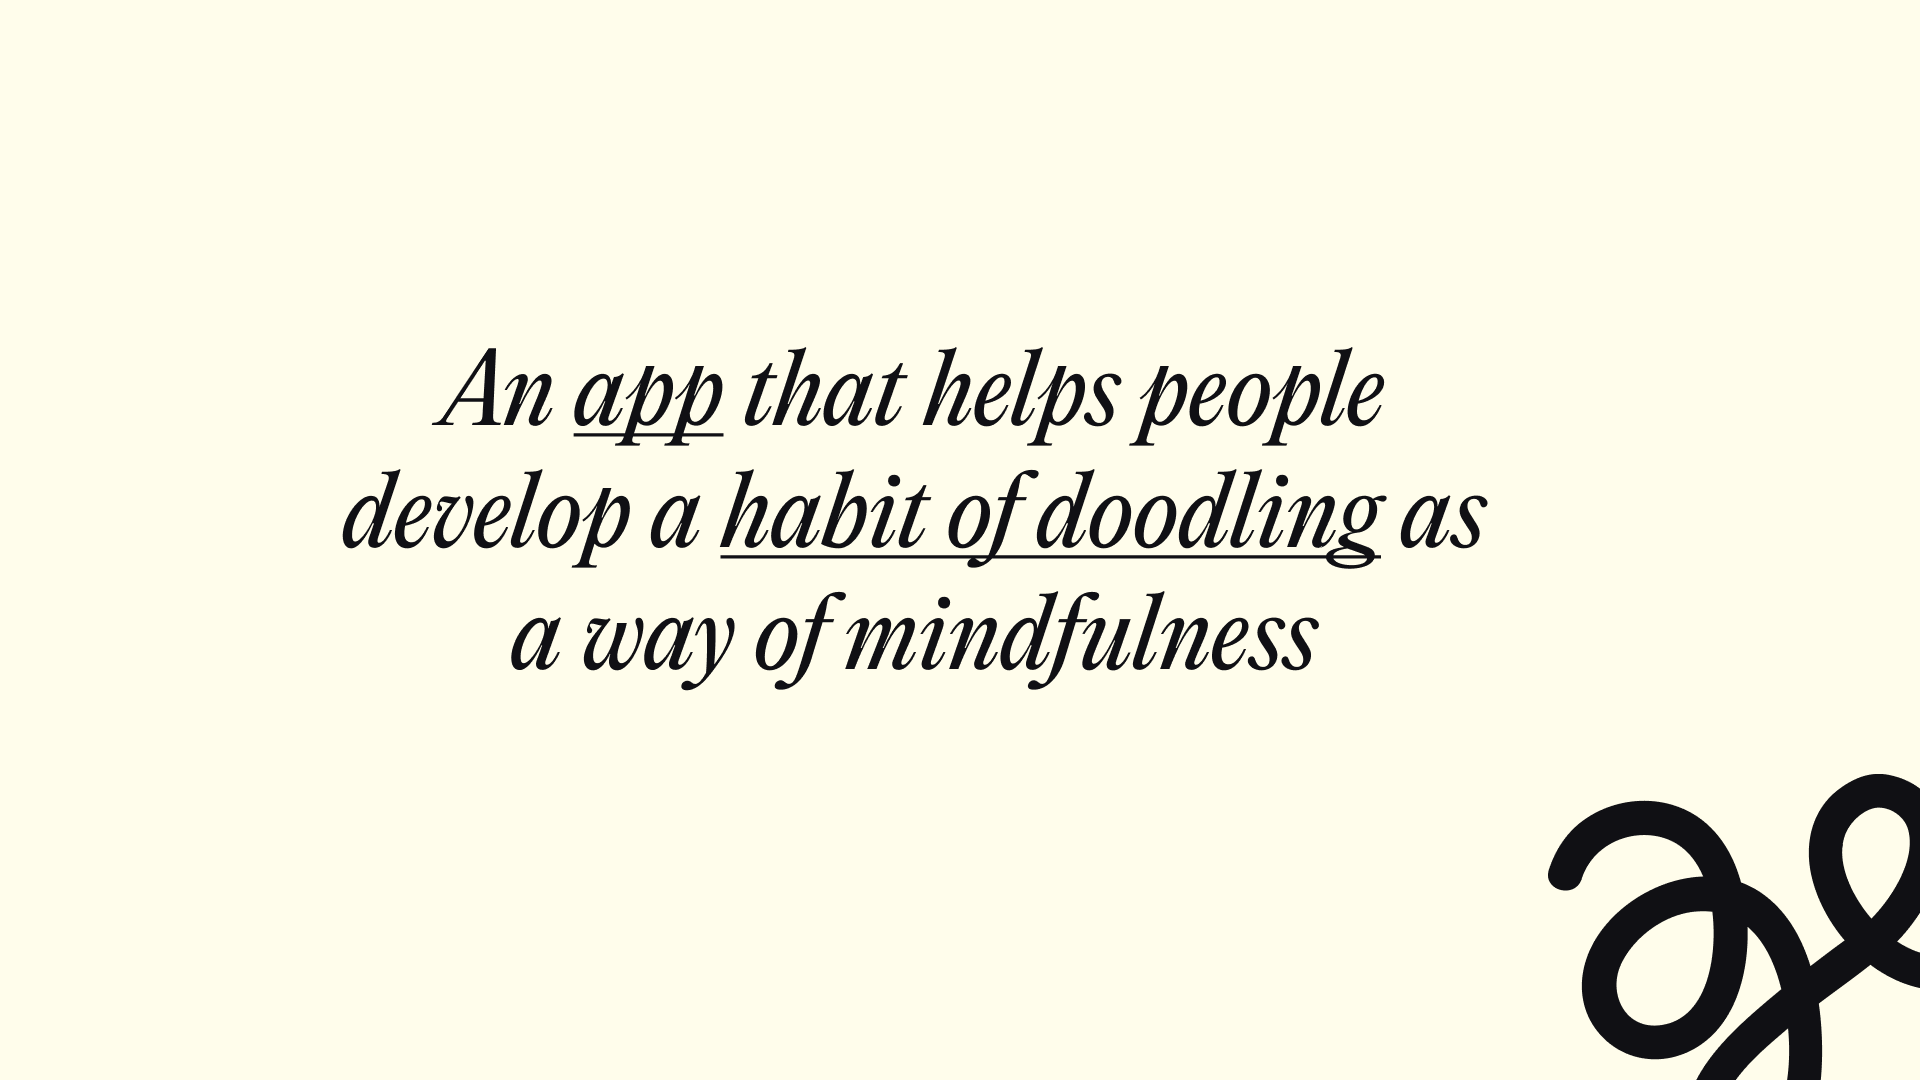 An app that helps people
develop a habit of doodling as
a way of mindfulness